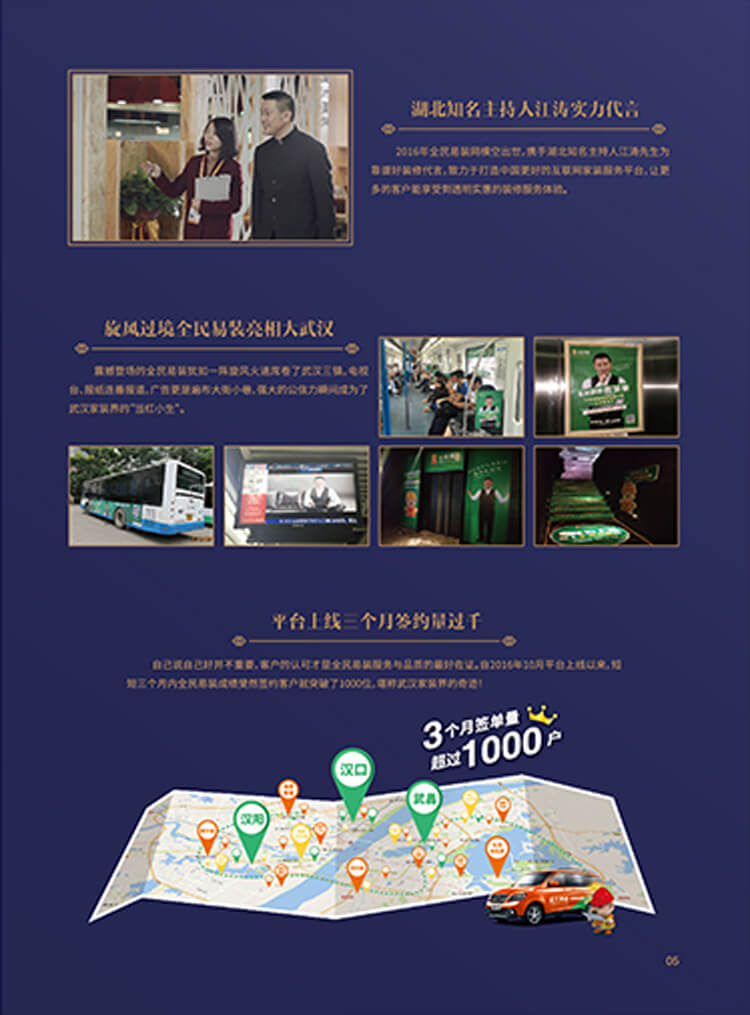 湖北知名主持人江涛实力代言
2016年全民易装网横空出世，携手湖北知名主持人江涛先生为
靠谱好装修代言，致力于打造中国更好的互联网家装服务平台，让更
多的客户能享受到透明实惠的装修服务体验。
旋风过境全民易装亮相大武汉
震撼登场的全民易装犹如一阵旋风火速席卷了武汉三镇，电视
台、报纸连番报道，广告更是遍布大街小巷，强大的公信力瞬间成为了
武汉家装界的“当红小生”。
平台上线三个月签约量过千
自己说自己好并不重要，客户的认可才是全民易装服务与品质的最好佐证。自2016年10月平台上线以来，短
短三个月内全民易装成绩斐然签约客户就突破了1000位，堪称武汉家装界的奇迹！
3个月签单量
超过1000户
汉口
武昌
汉阳
05